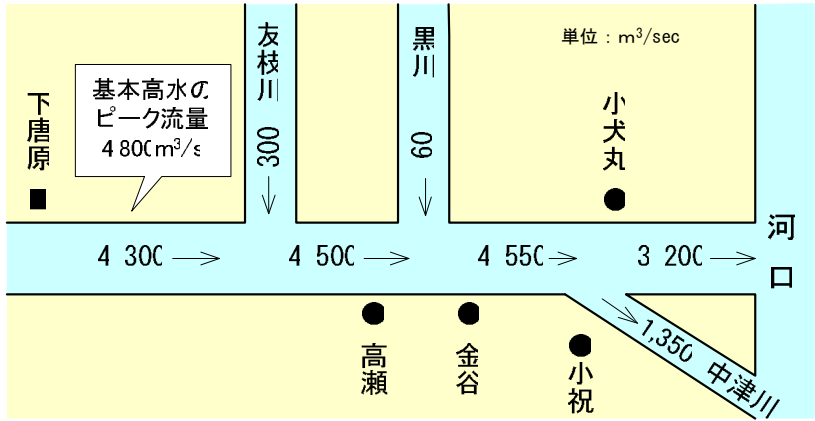 友枝川
300
黒川
60
単位：m³/sec
基本高水の
ピーク流量
4,800m³/s
下唐原
小犬丸
河口
4,300
4,500
4,550
3,200
1,350
中津川
高瀬
金谷
小祝